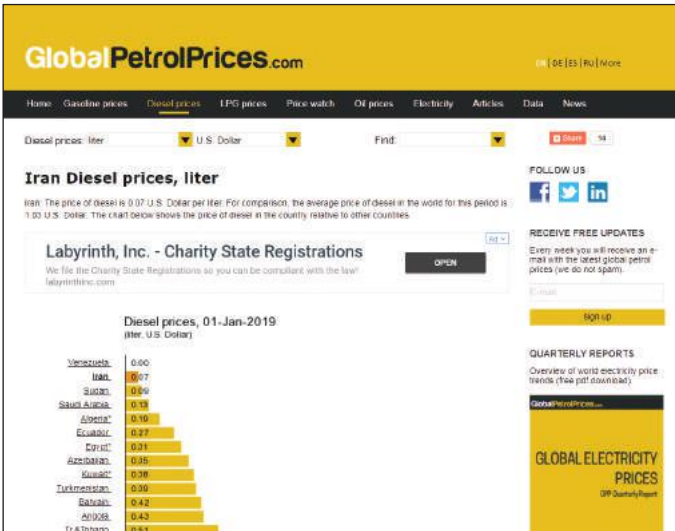 GlobalPetrolPrices.com
EN | DE | ES | RU | More
Home Gasoline prices Diesel prices LPG prices Price watch Oil prices Electricity Articles Data News
Diesel prices: liter U.S. Dollar Find:
Share 14
Iran Diesel prices, liter
Iran: The price of diesel is 0.07 U.S. Dollar per liter. For comparison, the average price of diesel in the world for this period is
1.03 U.S. Dollar. The chart below shows the price of diesel in the country relative to other countries.
Ad
Labyrinth, Inc. - Charity State Registrations
We file the Charity State Registrations so you can be compliant with the law!
labyrinthinc.com
OPEN
Diesel prices, 01-Jan-2019
(liter, U.S. Dollar)
Venezuela 0.00
Iran 0.07
Sudan 0.09
Saudi Arabia 0.13
Algeria* 0.19
Ecuador 0.27
Egypt* 0.31
Azerbaijan 0.35
Kuwait* 0.38
Turkmenistan 0.39
Bahrain 0.42
Angola 0.43
Tr.&Tobago 0.51
FOLLOW US
RECEIVE FREE UPDATES
Every week you will receive an e-
mail with the latest global petrol
prices (we do not spam).
E-mail
Sign up
QUARTERLY REPORTS
Overview of world electricity price
trends (free pdf download).
GlobalPetrolPrices.com
GLOBAL ELECTRICITY
PRICES
GPP Quarterly Report